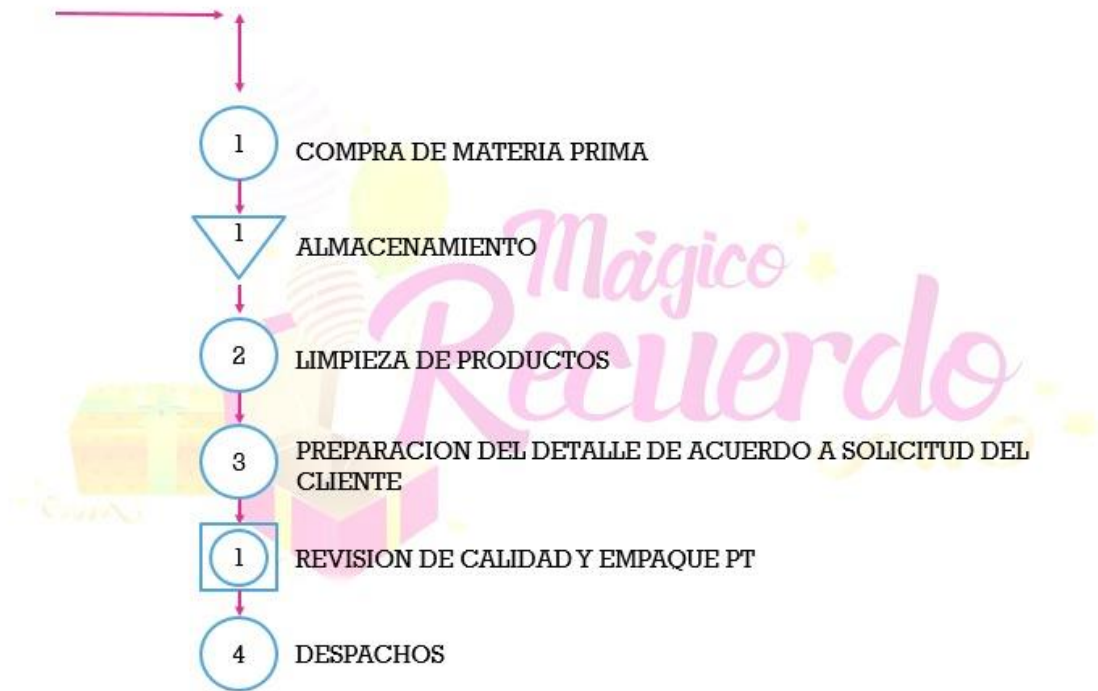 1
COMPRA DE MATERIA PRIMA
1
ALMACENAMIENTO
Mágico
Recuerdo
2
LIMPIEZA DE PRODUCTOS
3
PREPARACION DEL DETALLE DE ACUERDO A SOLICITUD DEL
CLIENTE
1
REVISION DE CALIDAD Y EMPAQUE PT
4
DESPACHOS